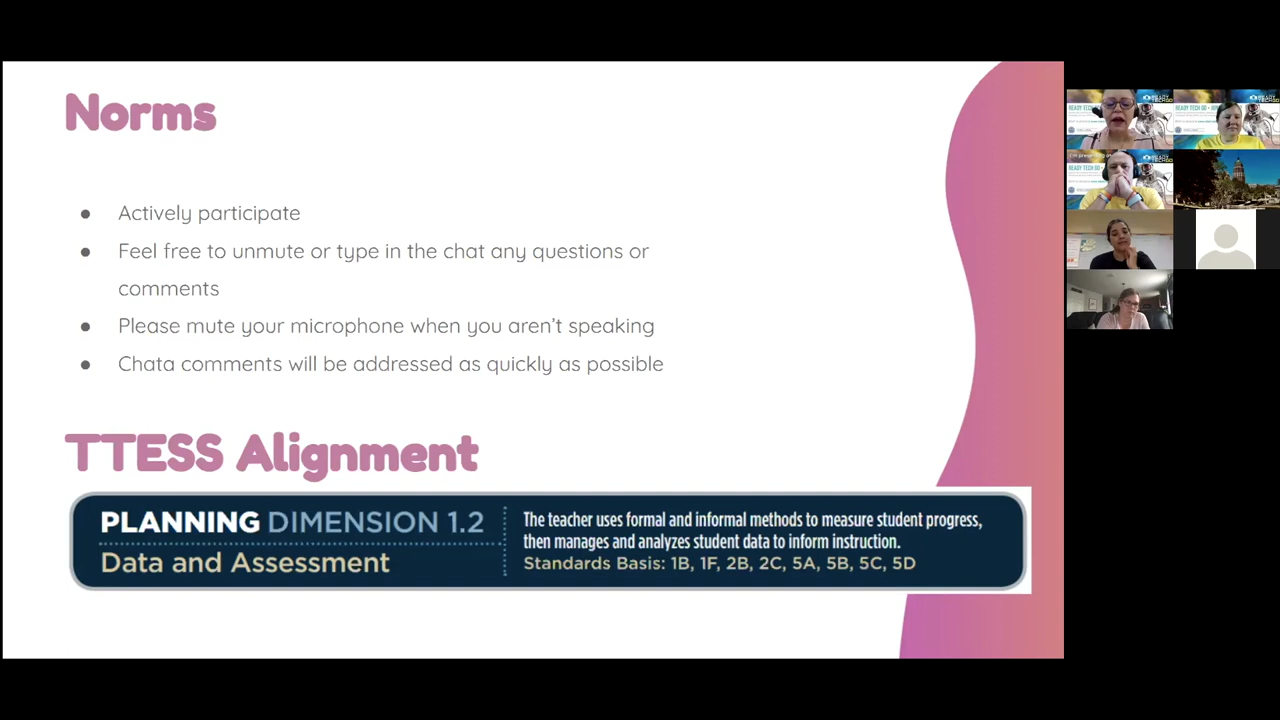 Norms
● Actively participate
● Feel free to unmute or type in the chat any questions or
comments
● Please mute your microphone when you aren’t speaking
● Chata comments will be addressed as quickly as possible
TTESS Alignment
PLANNING DIMENSION 1.2
Data and Assessment
The teacher uses formal and informal methods to measure student progress,
then manages and analyzes student data to inform instruction.
Standards Basis: 1B, 1F, 2B, 2C, 5A, 5B, 5C, 5D